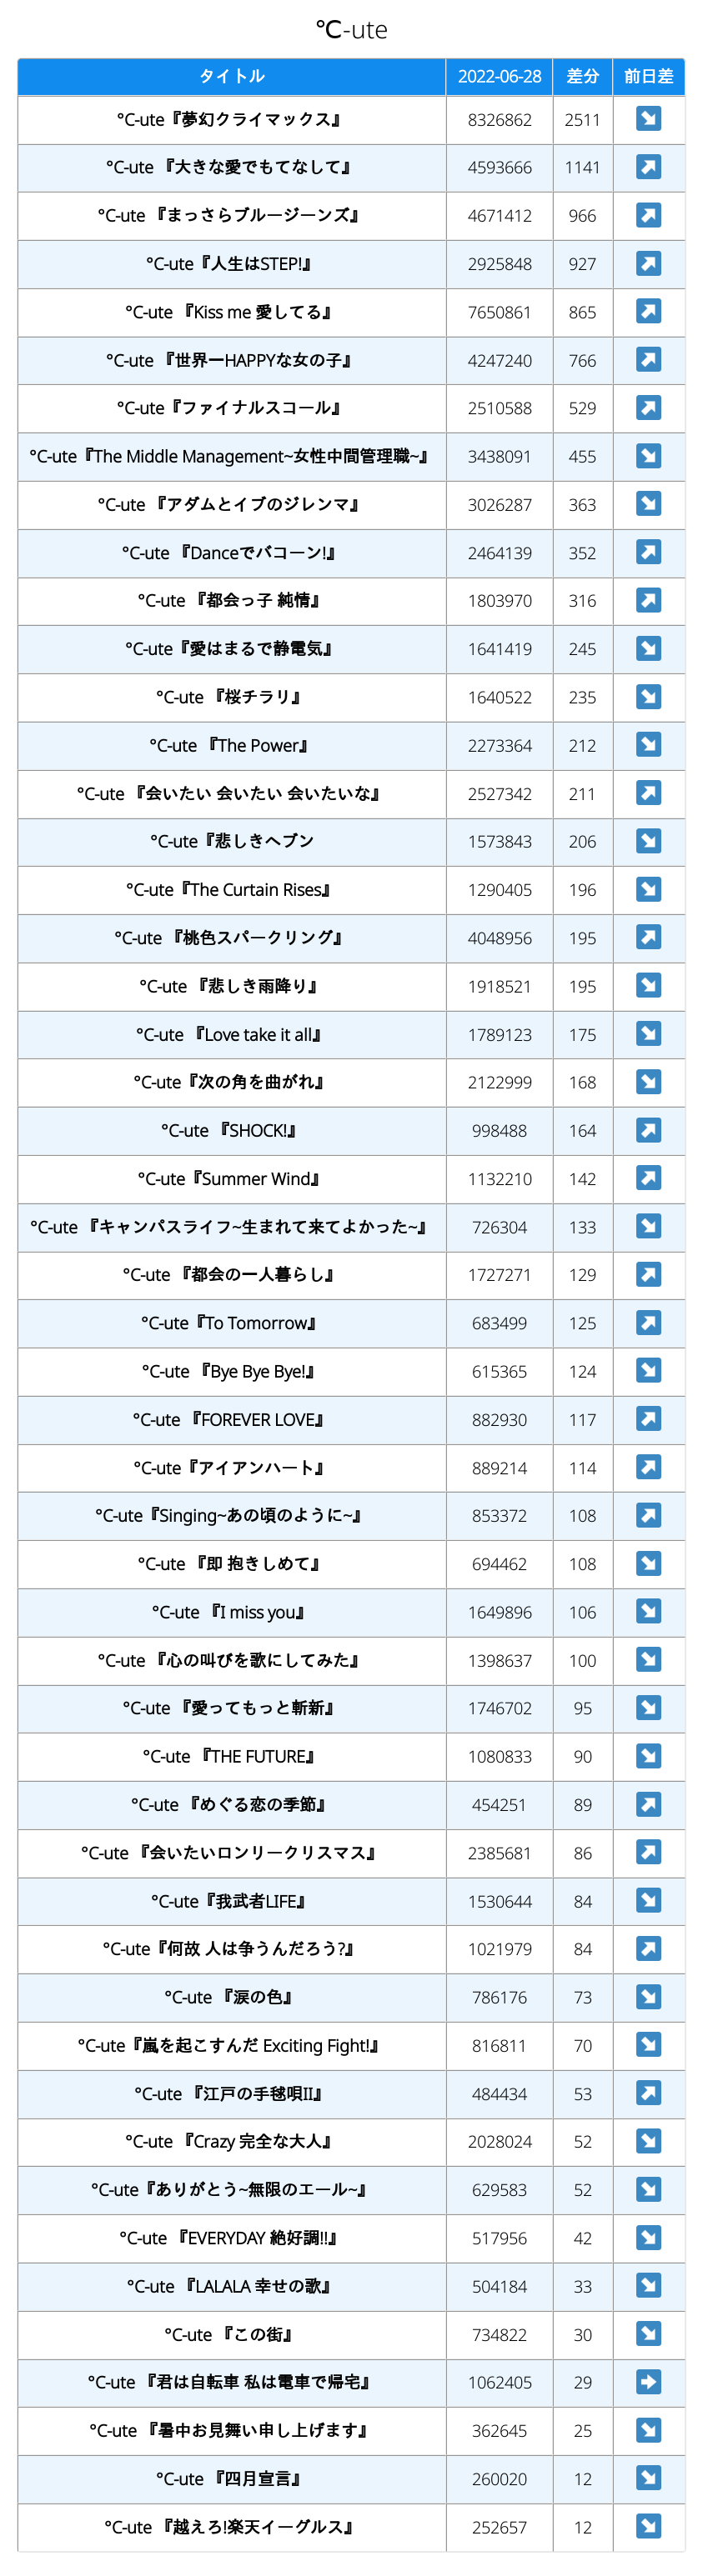 ℃-ute
タイトル 2022-06-28 差分 前日差
°C-ute『夢幻クライマックス』 8326862 2511 ↘
°C-ute 『大きな愛でもてなして』 4593666 1141 ↗
°C-ute 『まっさらブルージーンズ』 4671412 966 ↗
°C-ute『人生はSTEP!』 2925848 927 ↗
°C-ute 『Kiss me 愛してる』 7650861 865 ↗
°C-ute 『世界一HAPPYな女の子』 4247240 766 ↗
°C-ute『ファイナルスコール』 2510588 529 ↗
°C-ute『The Middle Management~女性中間管理職~』 3438091 455 ↘
°C-ute 『アダムとイブのジレンマ』 3026287 363 ↘
°C-ute 『Danceでバコーン!』 2464139 352 ↗
°C-ute 『都会っ子 純情』 1803970 316 ↗
°C-ute『愛はまるで静電気』 1641419 245 ↘
°C-ute 『桜チラリ』 1640522 235 ↘
°C-ute 『The Power』 2273364 212 ↘
°C-ute 『会いたい 会いたい 会いたいな』 2527342 211 ↗
°C-ute『悲しきヘブン 1573843 206 ↘
°C-ute『The Curtain Rises』 1290405 196 ↘
°C-ute 『桃色スパークリング』 4048956 195 ↗
°C-ute 『悲しき雨降り』 1918521 195 ↘
°C-ute 『Love take it all』 1789123 175 ↘
°C-ute『次の角を曲がれ』 2122999 168 ↘
°C-ute 『SHOCK!』 998488 164 ↗
°C-ute『Summer Wind』 1132210 142 ↗
°C-ute 『キャンパスライフ~生まれて来てよかった~』 726304 133 ↘
°C-ute 『都会の一人暮らし』 1727271 129 ↗
°C-ute『To Tomorrow』 683499 125 ↗
°C-ute 『Bye Bye Bye!』 615365 124 ↘
°C-ute 『FOREVER LOVE』 882930 117 ↗
°C-ute『アイアンハート』 889214 114 ↗
°C-ute『Singing~あの頃のように~』 853372 108 ↗
°C-ute 『即 抱きしめて』 694462 108 ↘
°C-ute 『I miss you』 1649896 106 ↘
°C-ute 『心の叫びを歌にしてみた』 1398637 100 ↘
°C-ute 『愛ってもっと斬新』 1746702 95 ↘
°C-ute 『THE FUTURE』 1080833 90 ↘
°C-ute 『めぐる恋の季節』 454251 89 ↗
°C-ute 『会いたいロンリークリスマス』 2385681 86 ↗
°C-ute『我武者LIFE』 1530644 84 ↘
°C-ute『何故 人は争うんだろう?』 1021979 84 ↗
°C-ute 『涙の色』 786176 73 ↘
°C-ute『嵐を起こすんだ Exciting Fight!』 816811 70 ↘
°C-ute 『江戸の手毬唄II』 484434 53 ↗
°C-ute 『Crazy 完全な大人』 2028024 52 ↘
°C-ute『ありがとう~無限のエール~』 629583 52 ↘
°C-ute 『EVERYDAY 絶好調!!』 517956 42 ↘
°C-ute 『LALALA 幸せの歌』 504184 33 ↘
°C-ute 『この街』 734822 30 ↘
°C-ute 『君は自転車 私は電車で帰宅』 1062405 29 ➡
°C-ute 『暑中お見舞い申し上げます』 362645 25 ↘
°C-ute 『四月宣言』 260020 12 ↘
°C-ute 『越えろ!楽天イーグルス』 252657 12 ↘